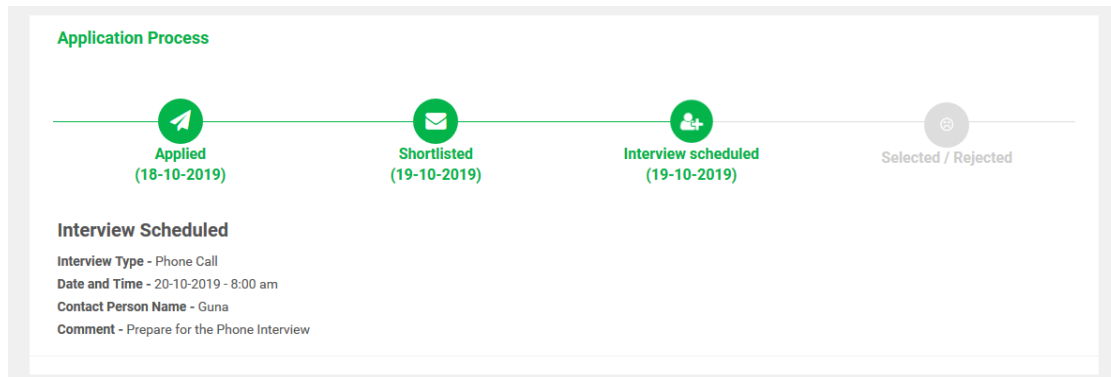 Application Process
Applied
(18-10-2019)
Shortlisted
(19-10-2019)
Interview scheduled
(19-10-2019)
Selected / Rejected
Interview Scheduled
Interview Type - Phone Call
Date and Time - 20-10-2019 - 8:00 am
Contact Person Name - Guna
Comment - Prepare for the Phone Interview